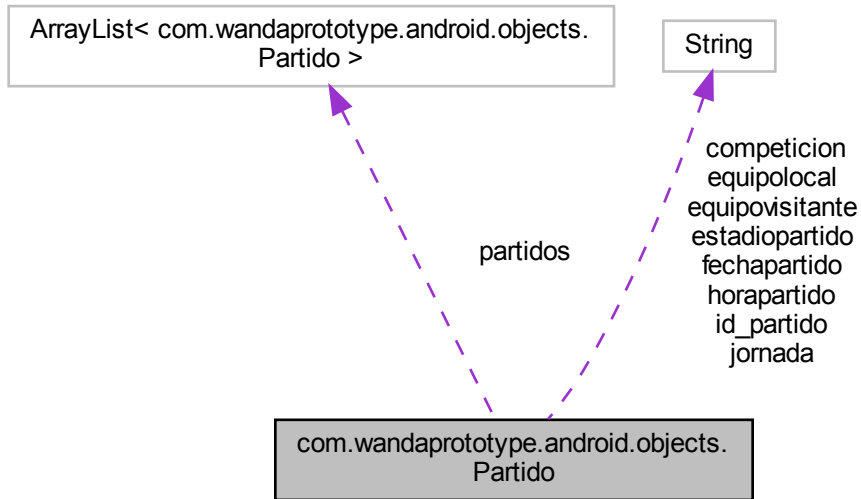 ArrayList< com.wandaprototype.android.objects.
Partido >
String
competicion
equipolocal
equipovisitante
estadiopartido
fechapartido
horapartido
id_partido
jornada
partidos
com.wandaprototype.android.objects.
Partido